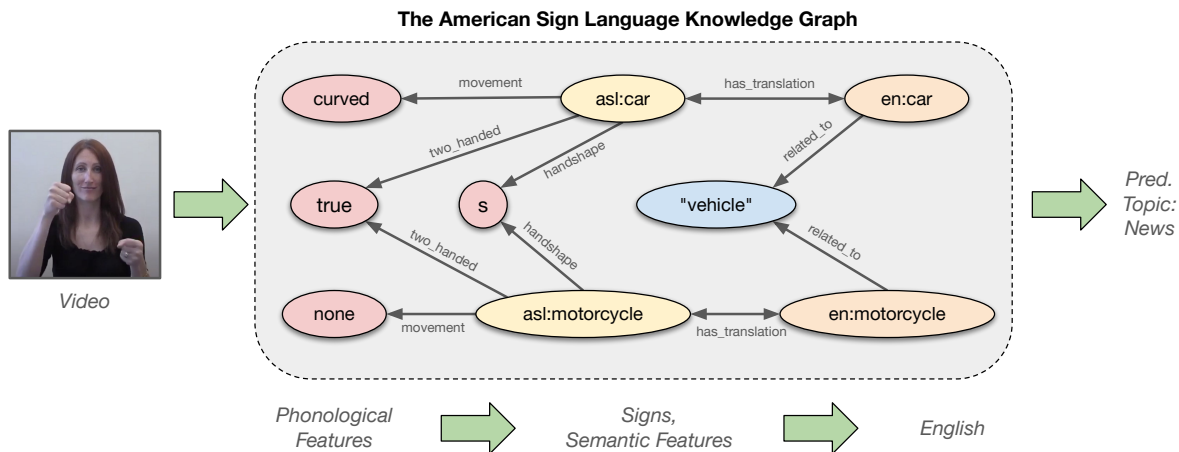 The American Sign Language Knowledge Graph
curved
movement
asl:car
has_translation
en:car
two_handed
handshape
related_to
true
s
"vehicle"
Pred.
Topic:
News
Video
two_handed
handshape
related_to
none
movement
asl:motorcycle
has_translation
en:motorcycle
Phonological
Features
Signs,
Semantic Features
English